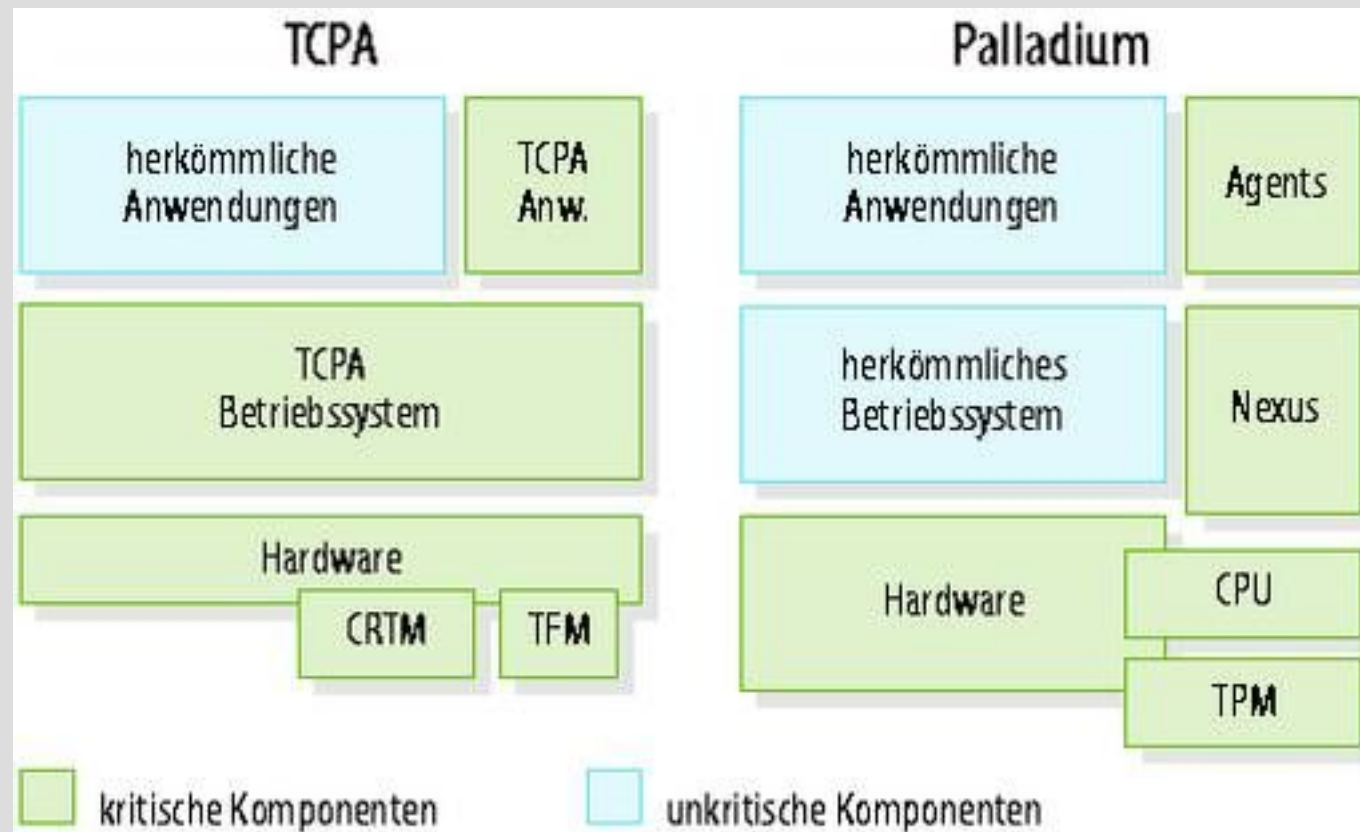 TCPA
herkömmliche
Anwendungen
TCPA
Anw.
TCPA
Betriebssystem
Hardware
CRTM
TFM
Palladium
herkömmliche
Anwendungen
Agents
herkömmliches
Betriebssystem
Nexus
Hardware
CPU
TPM
kritische Komponenten
unkritische Komponenten